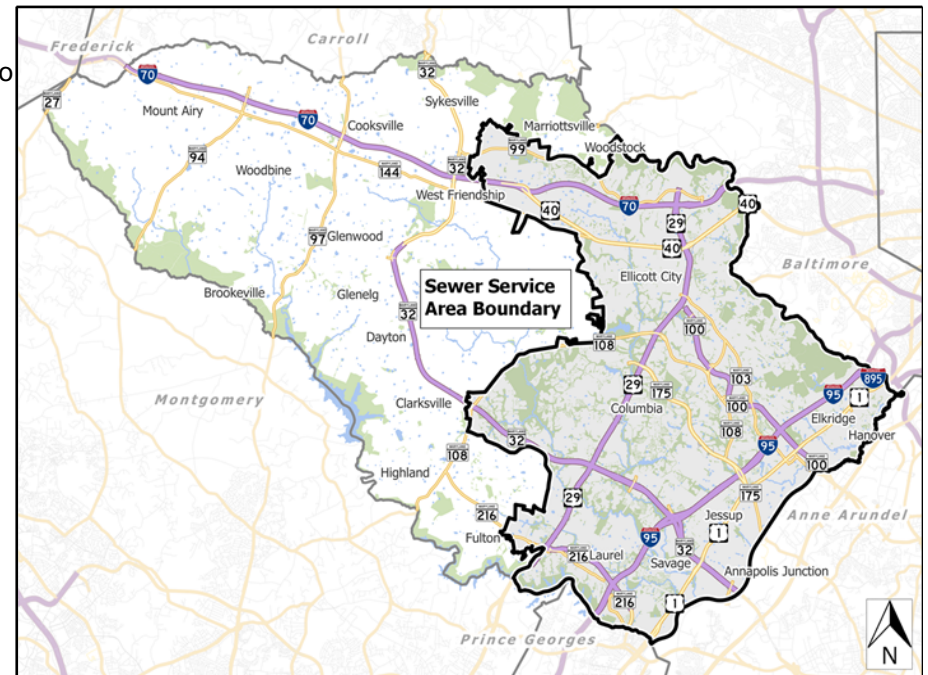 o
Frederick
Carroll
70
32
27
Mount Airy
Sykesville
70
Cooksville
Marriottsville
99
Woodstock
94
Woodbine
144
32
West Friendship
40
70
40
29
97
Glenwood
40
Baltimore
Ellicott City
Brookeville
Glenelg
Sewer Service
Area Boundary
32
Dayton
100
108
103
895
29
175
95
1
Montgomery
Clarksville
Columbia
100
Elkridge
108
Hanover
32
95
108
100
Highland
29
175
216
Jessup
Anne Arundel
Fulton
95
1
216
Laurel
32
Savage
Annapolis Junction
216
1
Prince Georges
N
MARYLAND